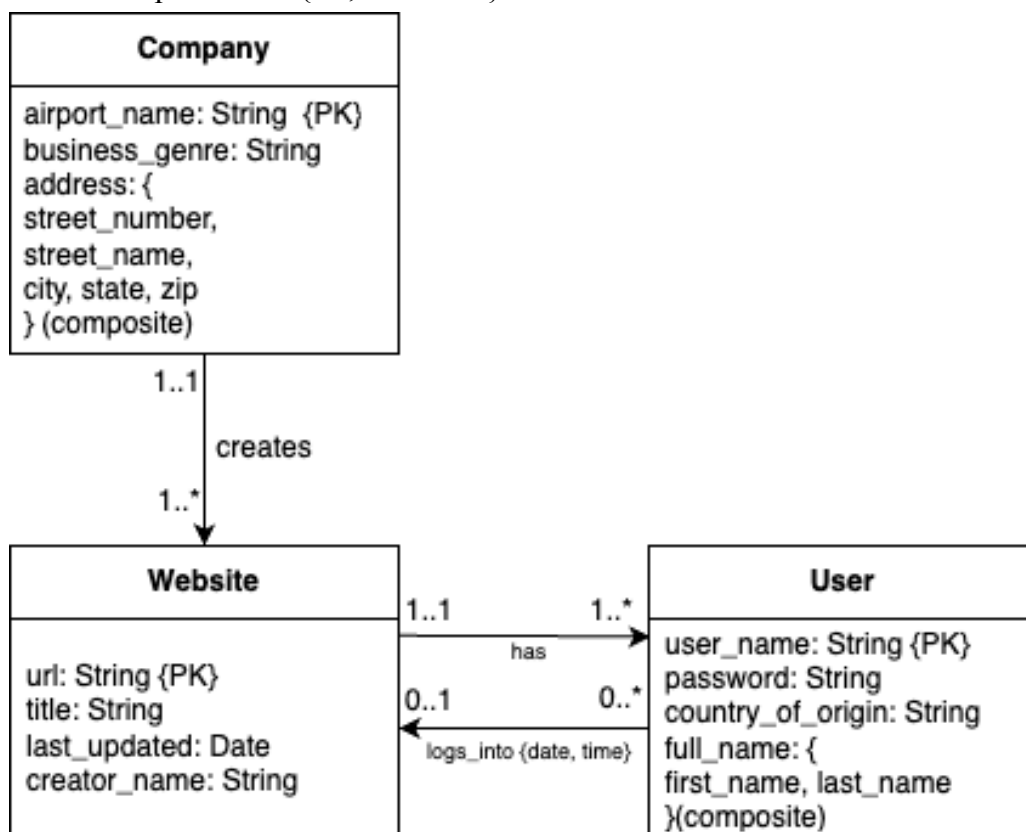 Company
airport_name: String {PK}
business_genre: String
address: {
street_number,
street_name,
city, state, zip
} (composite)
1..1
creates
1..*
Website
url: String {PK}
title: String
last_updated: Date
creator_name: String
1..1
1..*
has
0..1
0..*
logs_into {date, time}
User
user_name: String {PK}
password: String
country_of_origin: String
full_name: {
first_name, last_name
}(composite)